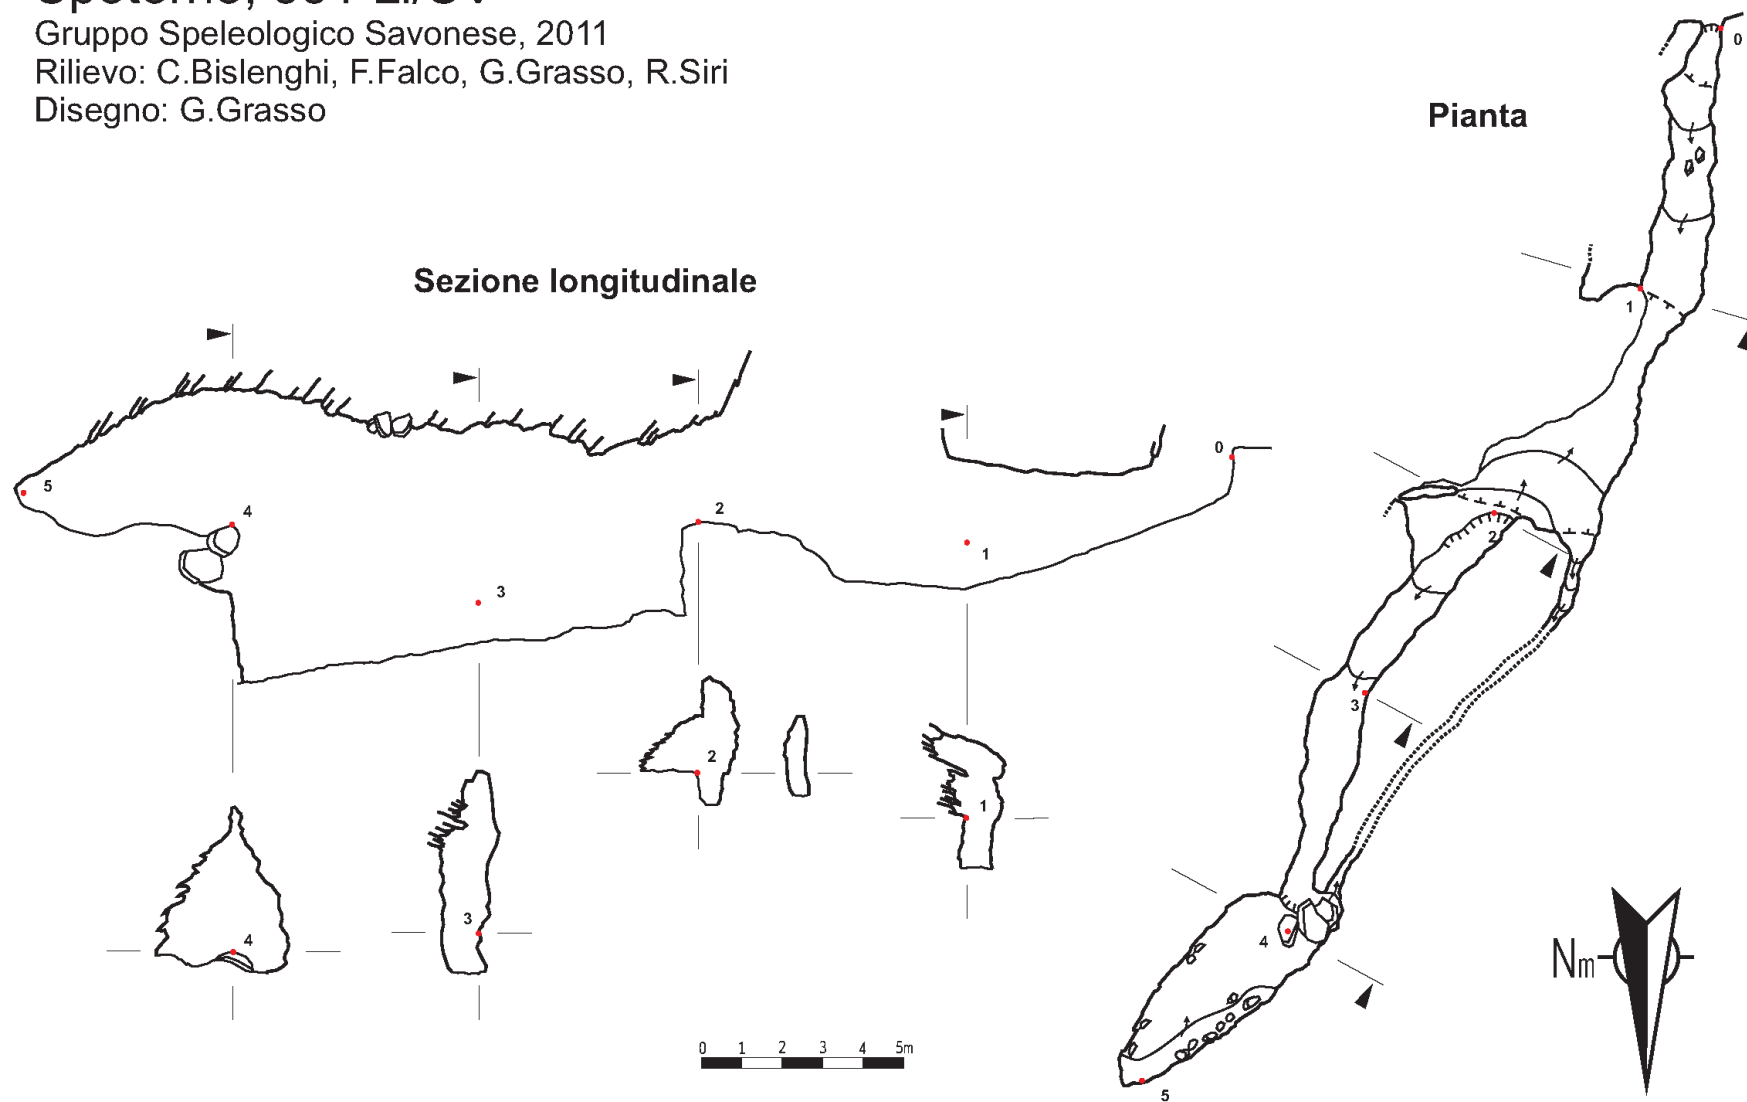 Gruppo Speleologico Savonese, 2011
Rilievo: C.Bislenghi, F.Falco, G.Grasso, R.Siri
Disegno: G.Grasso
Pianta
Sezione longitudinale
0
1
2
3
4
5
5
4
3
2
1
0
4
3
2
1
Nm
0 1 2 3 4 5m